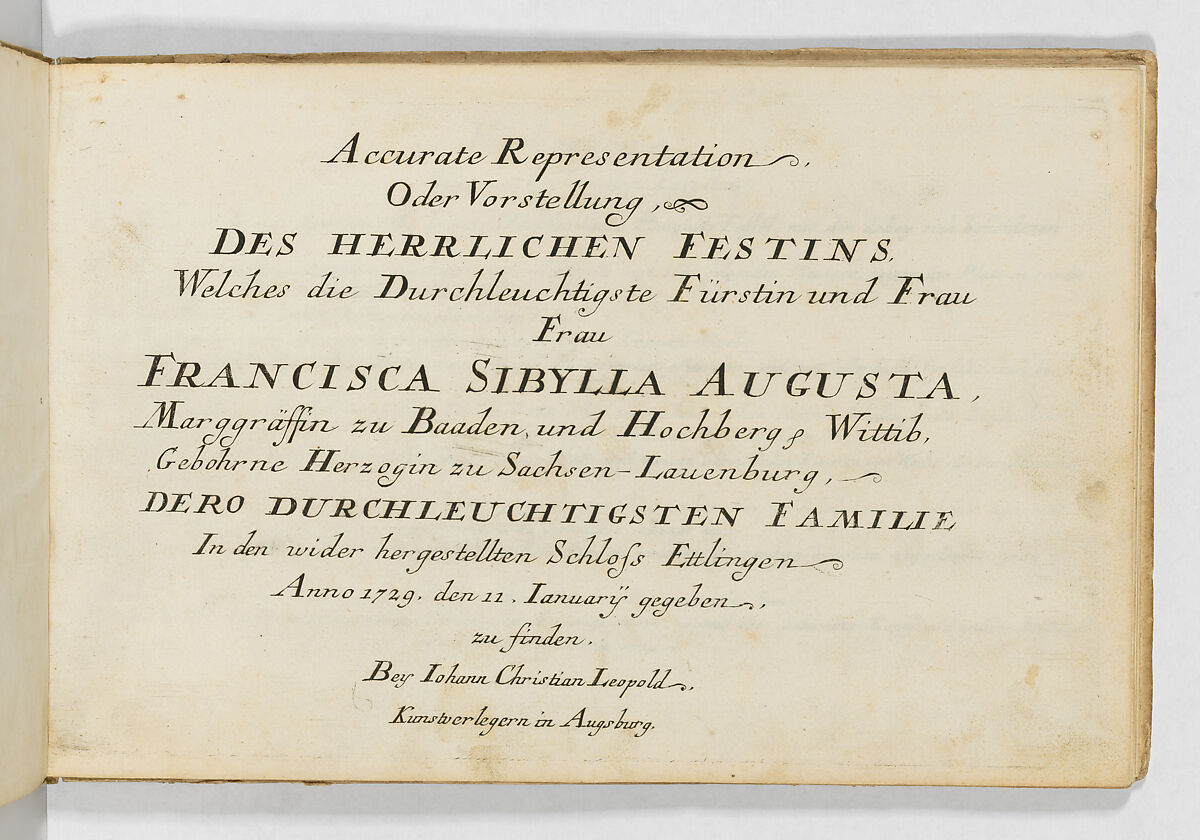 Accurate Representation,
Oder Vorstellung,
DES HERRLICHEN FESTINS,
Welches die Durchleuchtigste Fürstin und Frau
Frau
FRANCISCA SIBYLLA AUGUSTA,
Marggräffin zu Baaden, und Hochberg, Wittib,
Gebohrne Herzogin zu Sachsen-Lauenburg,
DERO DURCHLEUCHTIGSTEN FAMILIE
In den wider hergestellten Schloſs Ettlingen
Anno 1729. den 11. Ianuarÿ gegeben,
zu finden.
Bey Iohann Christian Leopold,
Kunstverlegern in Augsburg.